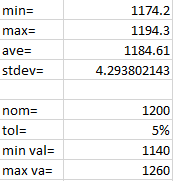 min= 1174.2
max= 1194.3
ave= 1184.61
stdev= 4.293802143
nom= 1200
tol= 5%
min val= 1140
max va= 1260